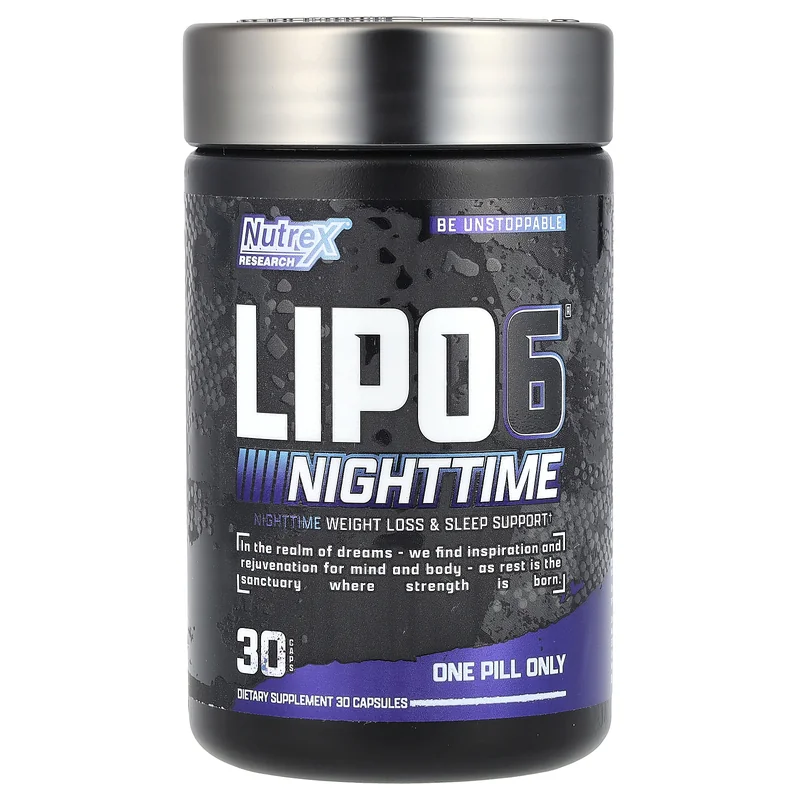 Nutrex
RESEARCH
BE UNSTOPPABLE
LIPO6
NIGHTTIME
NIGHTTIME WEIGHT LOSS & SLEEP SUPPORT†
In the realm of dreams - we find inspiration and
rejuvenation for mind and body - as rest is the
sanctuary where strength is born.
30 CAPS
ONE PILL ONLY
DIETARY SUPPLEMENT 30 CAPSULES